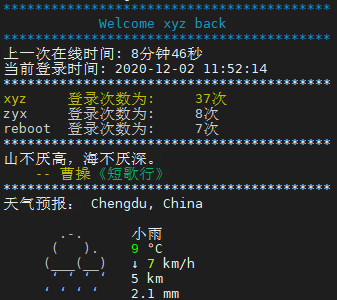 *****************************************
Welcome xyz back
*****************************************
上一次在线时间: 8分钟46秒
当前登录时间: 2020-12-02 11:52:14
*****************************************
xyz 登录次数为: 37次
zyx 登录次数为: 8次
reboot 登录次数为: 7次
*****************************************
山不厌高，海不厌深。
-- 曹操《短歌行》
*****************************************
天气预报： Chengdu, China
.-. 小雨
( ). 9 °C
(___(__) ↓ 7 km/h
‘ ‘ ‘ ‘ 5 km
‘ ‘ ‘ ‘ 2.1 mm